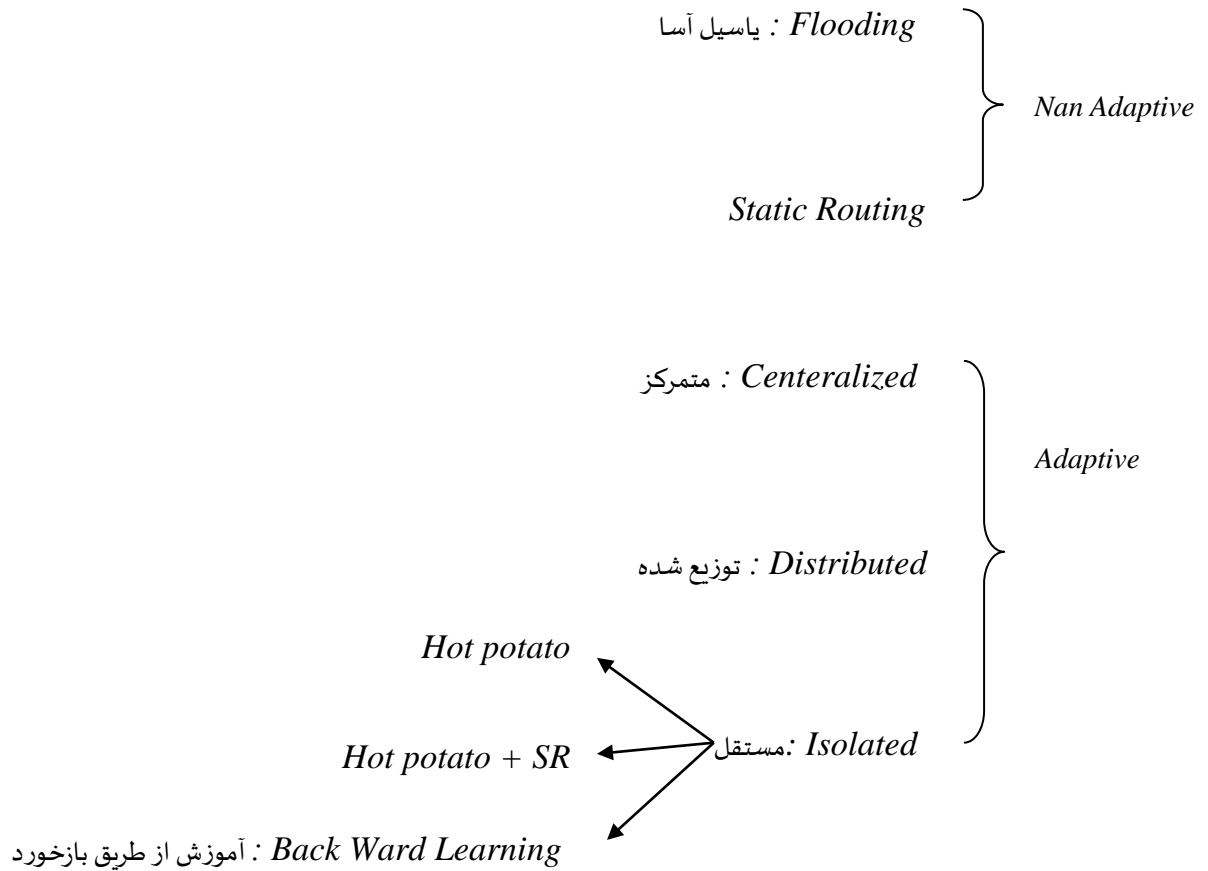 Flooding : یاسیل آسا
Nan Adaptive
Static Routing
Centeralized : متمرکز
Adaptive
Distributed : توزیع شده
Hot potato
Isolated :مستقل
Hot potato + SR
Back Ward Learning : آموزش از طریق بازخورد